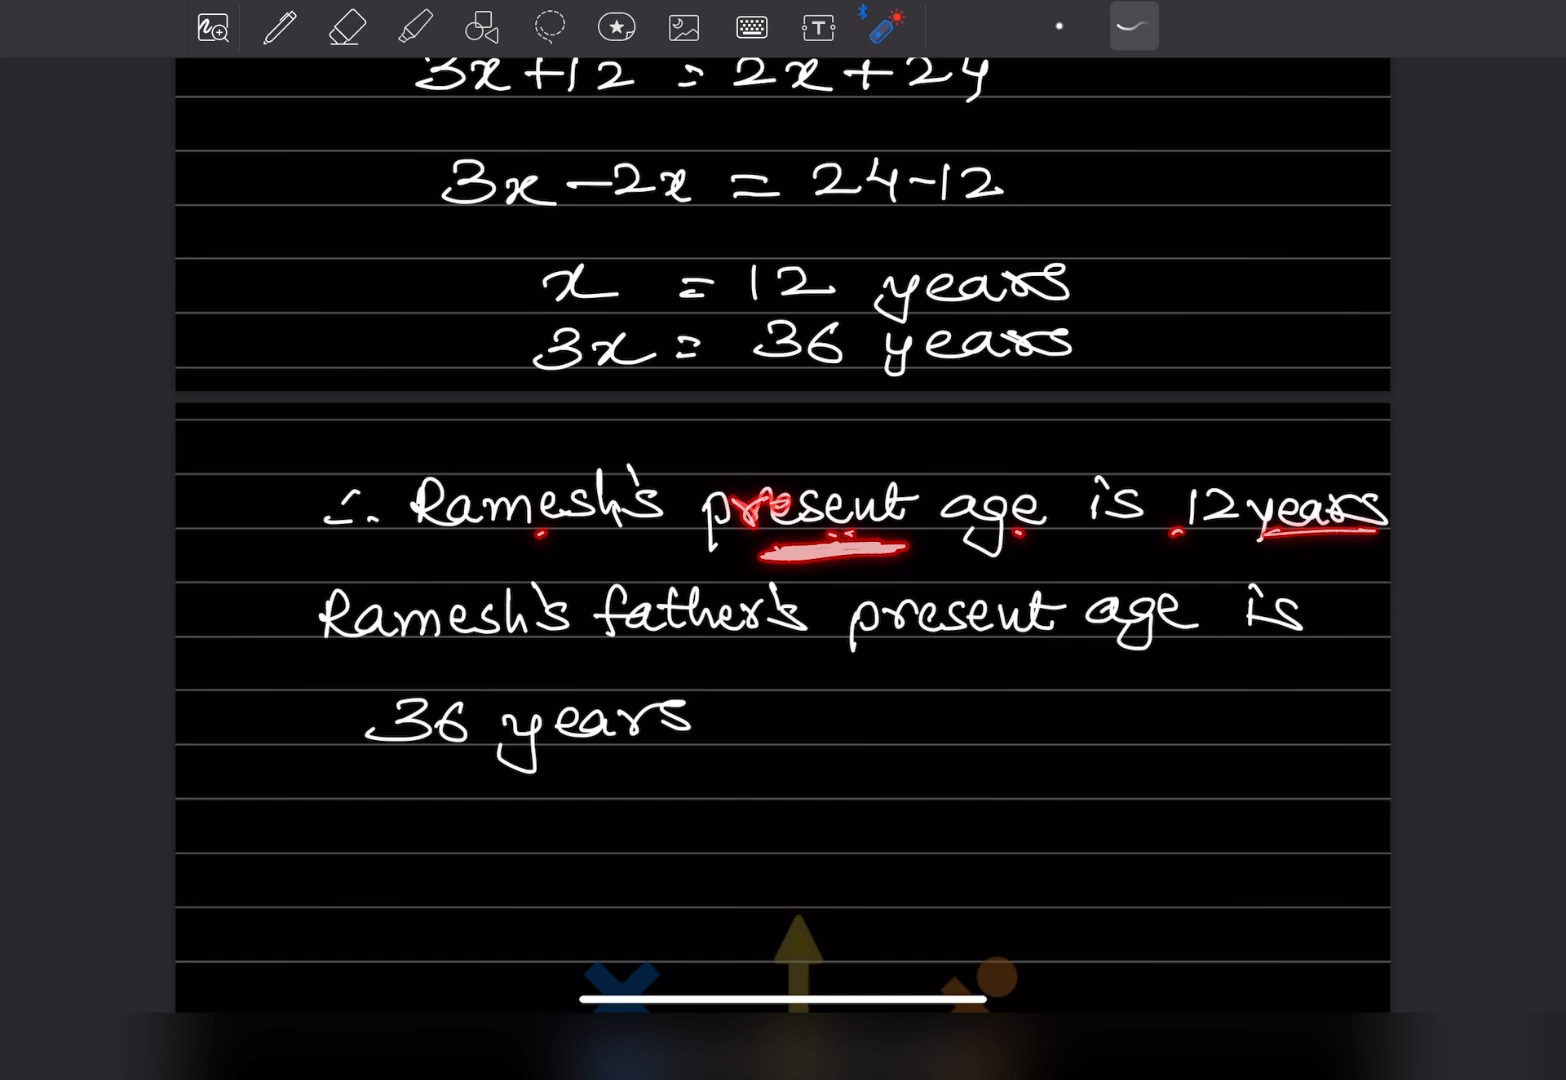 3x+12 = 2x+24
3x-2x = 24-12
x = 12 years
3x = 36 years
∴ Ramesh's present age is 12 years
Ramesh's father's present age is
36 years